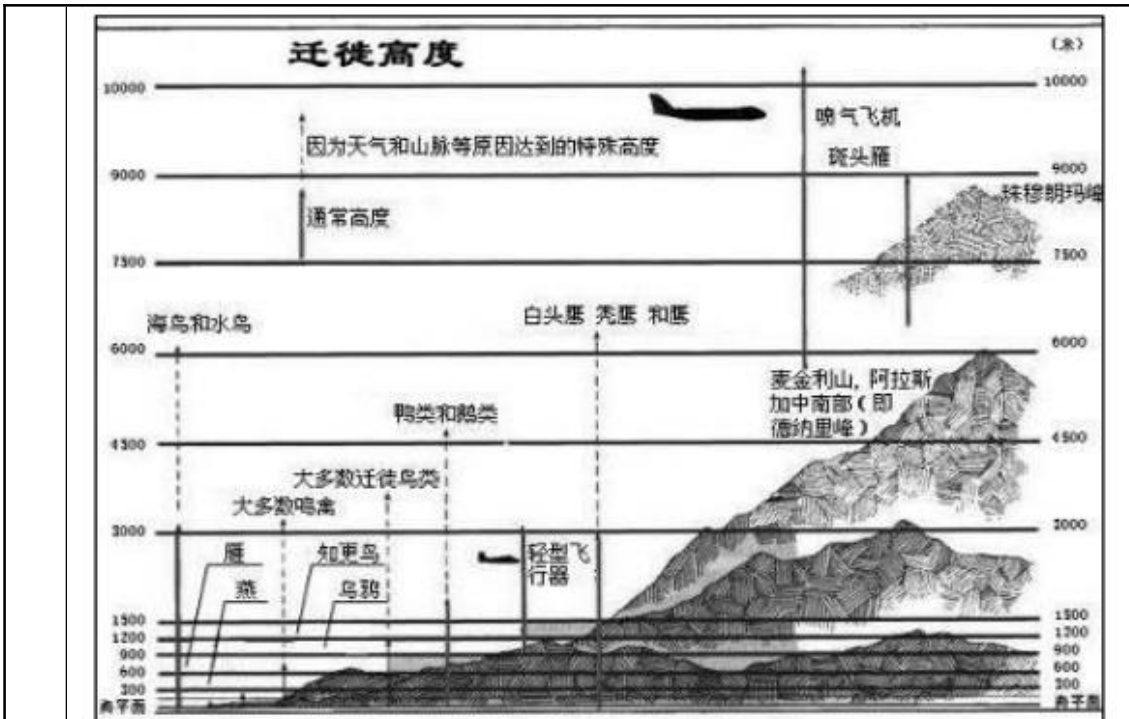 迁徙高度
(米)
10000
10000
喷气飞机
因为天气和山脉等原因达到的特殊高度
斑头雁
9000
9000
珠穆朗玛峰
通常高度
7500
7500
海鸟和水鸟
白头鹰 秃鹰 和鹰
6000
6000
麦金利山，阿拉斯
加中南部（即
德纳里峰）
鸭类和鹅类
4500
4500
大多数迁徙鸟类
大多数鸣禽
3000
3000
雁
知更鸟
轻型飞
行器
燕
乌鸦
1500
1500
1200
1200
900
900
600
600
300
300
海平面
海平面